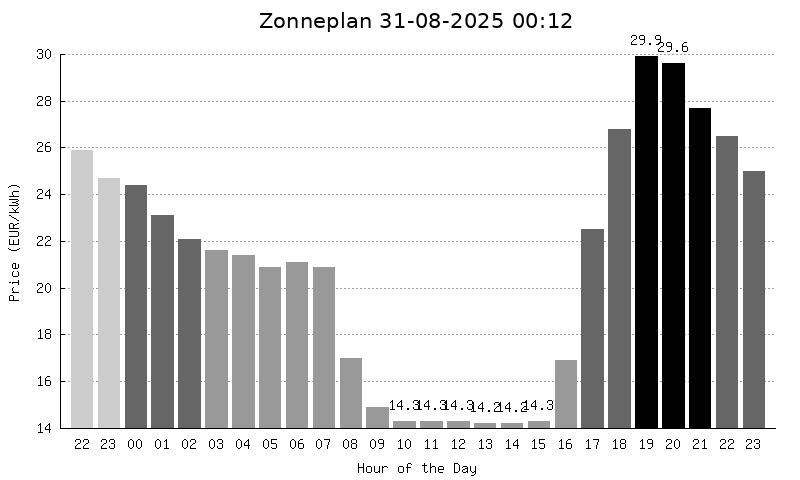 Zonneplan 31-08-2025 00:12
29.9
29.6
30
28
26
24
22
20
18
16
14
Price (EUR/kWh)
14.3 14.3 14.3 14.2 14.2 14.3
22 23 00 01 02 03 04 05 06 07 08 09 10 11 12 13 14 15 16 17 18 19 20 21 22 23
Hour of the Day